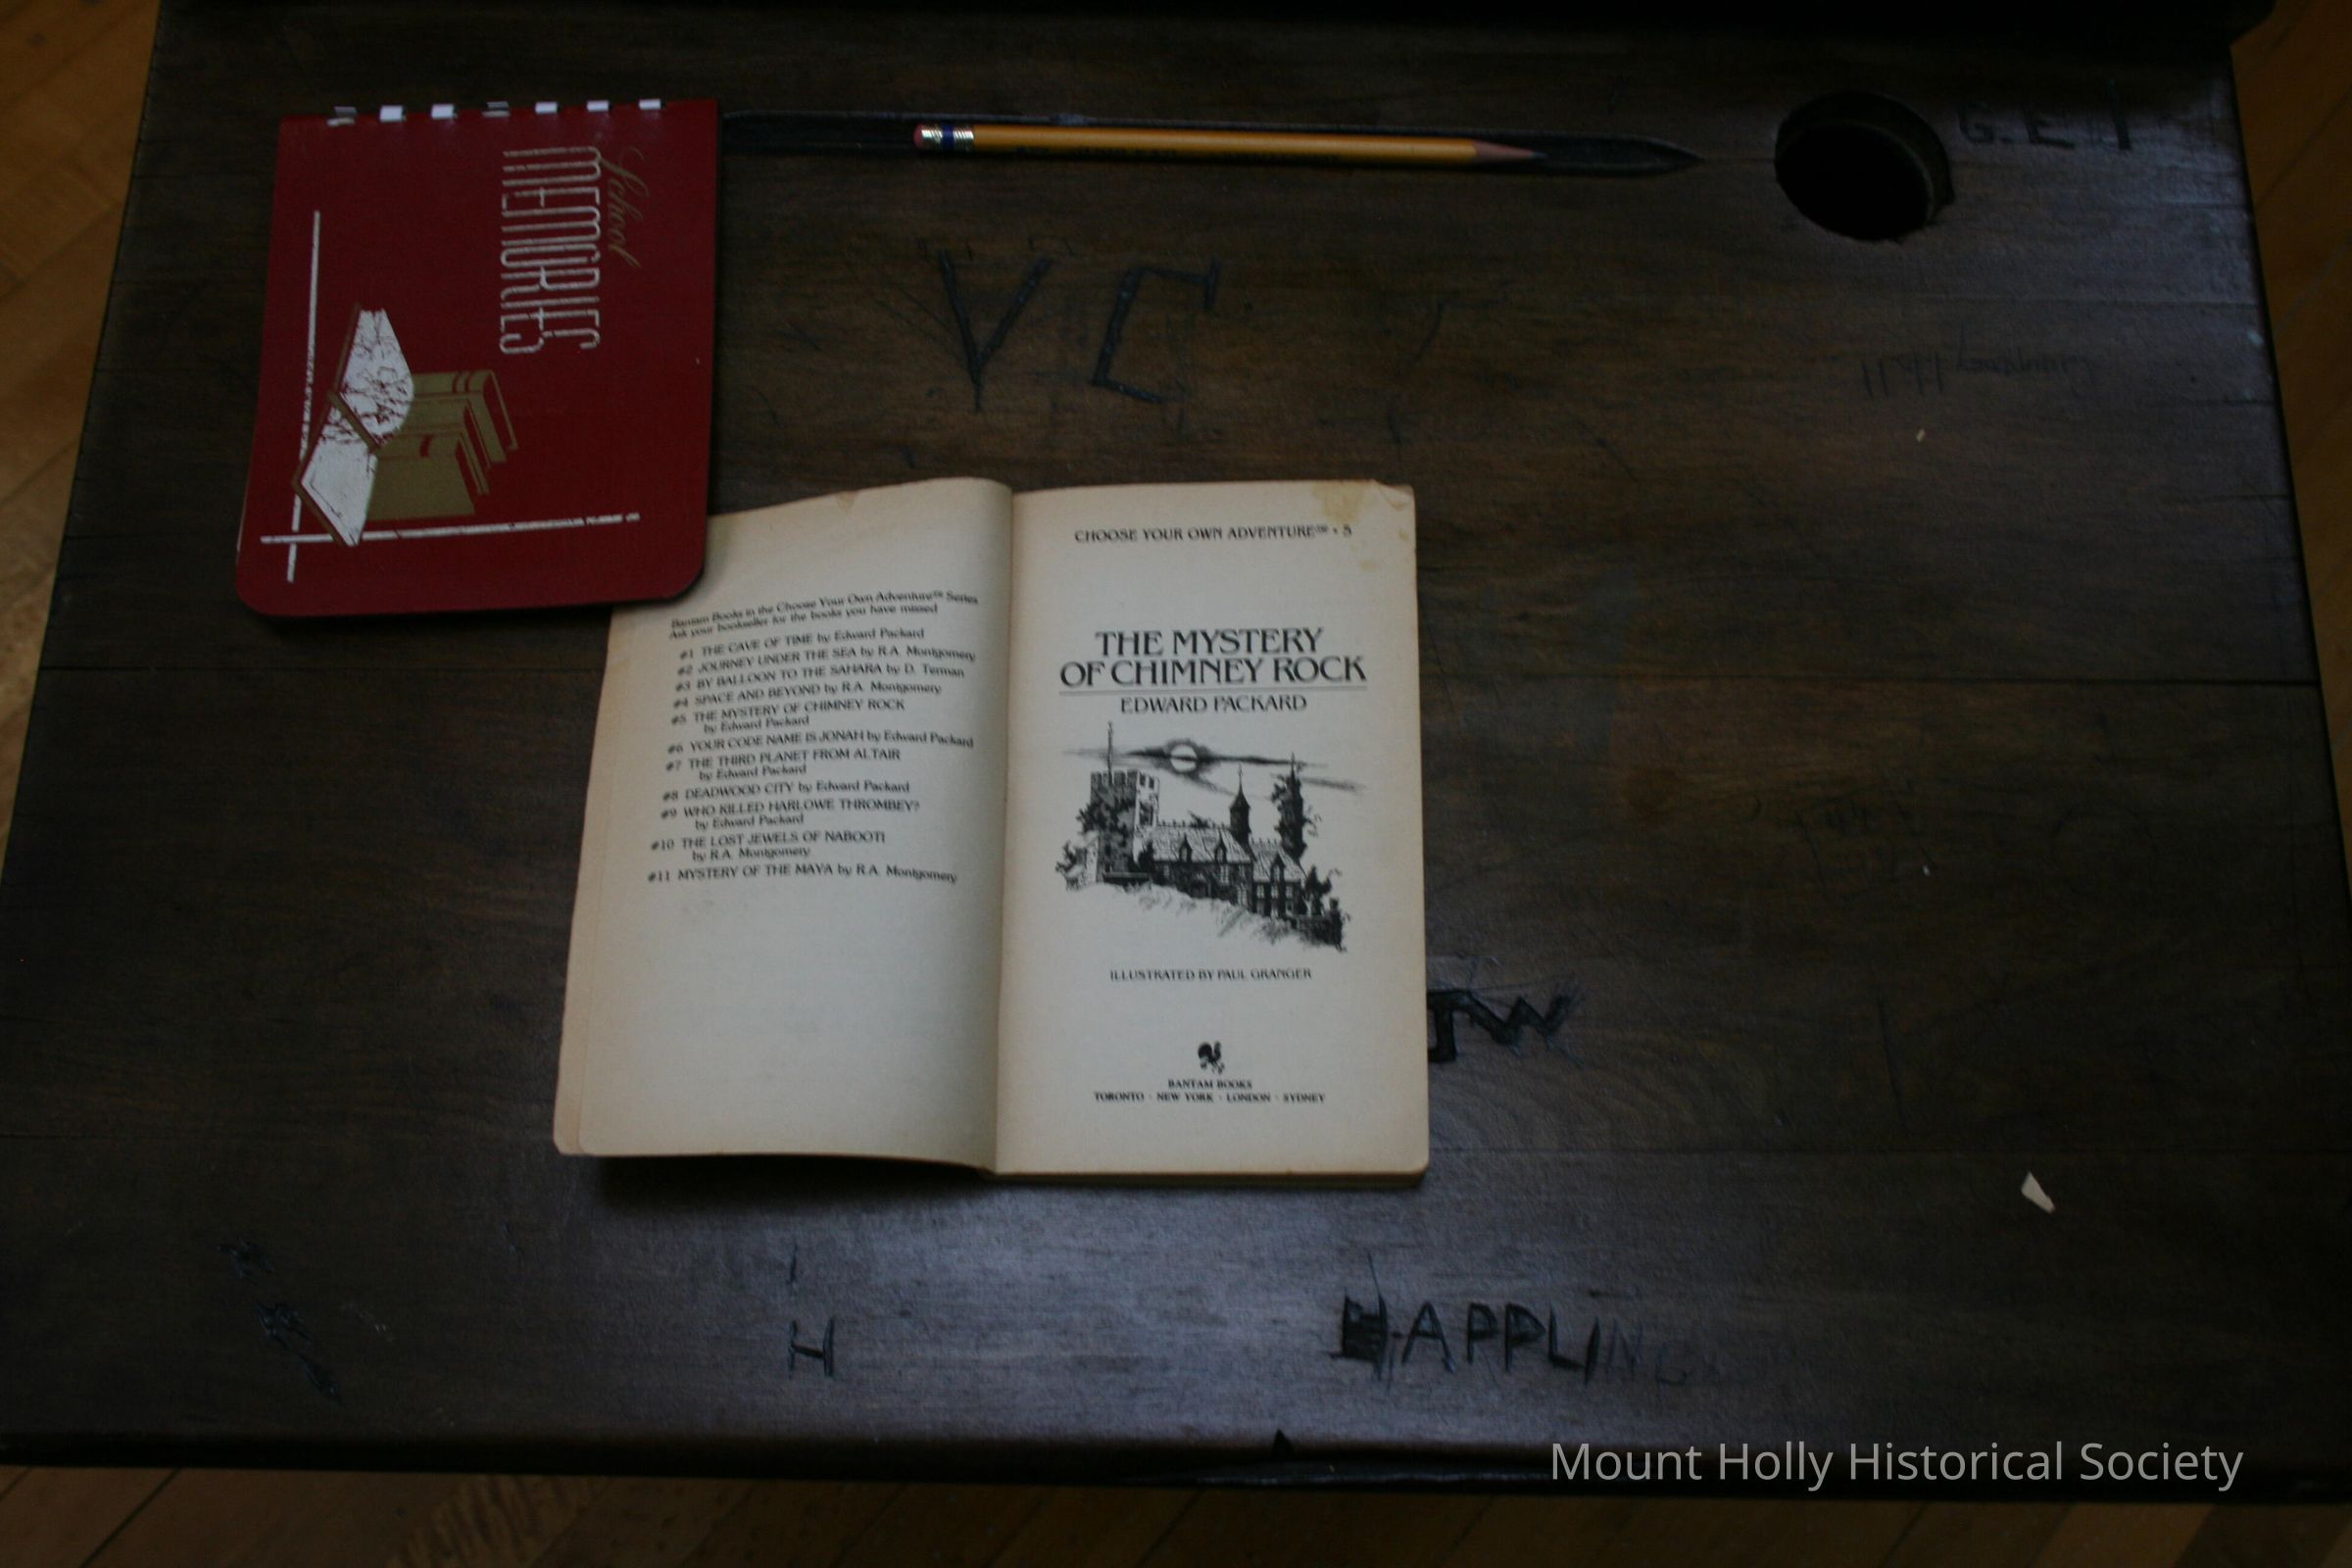 School
MEMORIES
G.E
VC
Bantam Books in the Choose Your Own Adventure™ Series
Ask your bookseller for the books you have missed
#1 THE CAVE OF TIME by Edward Packard
#2 JOURNEY UNDER THE SEA by R.A. Montgomery
#3 BY BALLOON TO THE SAHARA by D. Terman
#4 SPACE AND BEYOND by R.A. Montgomery
#5 THE MYSTERY OF CHIMNEY ROCK
by Edward Packard
#6 YOUR CODE NAME IS JONAH by Edward Packard
#7 THE THIRD PLANET FROM ALTAIR
by Edward Packard
#8 DEADWOOD CITY by Edward Packard
#9 WHO KILLED HARLOWE THROMBEY?
by Edward Packard
#10 THE LOST JEWELS OF NABOOTI
by R.A. Montgomery
#11 MYSTERY OF THE MAYA by R.A. Montgomery
CHOOSE YOUR OWN ADVENTURE™ • 5
THE MYSTERY
OF CHIMNEY ROCK
EDWARD PACKARD
ILLUSTRATED BY PAUL GRANGER
BANTAM BOOKS
TORONTO · NEW YORK · LONDON · SYDNEY
JW
H
APPLING
Mount Holly Historical Society